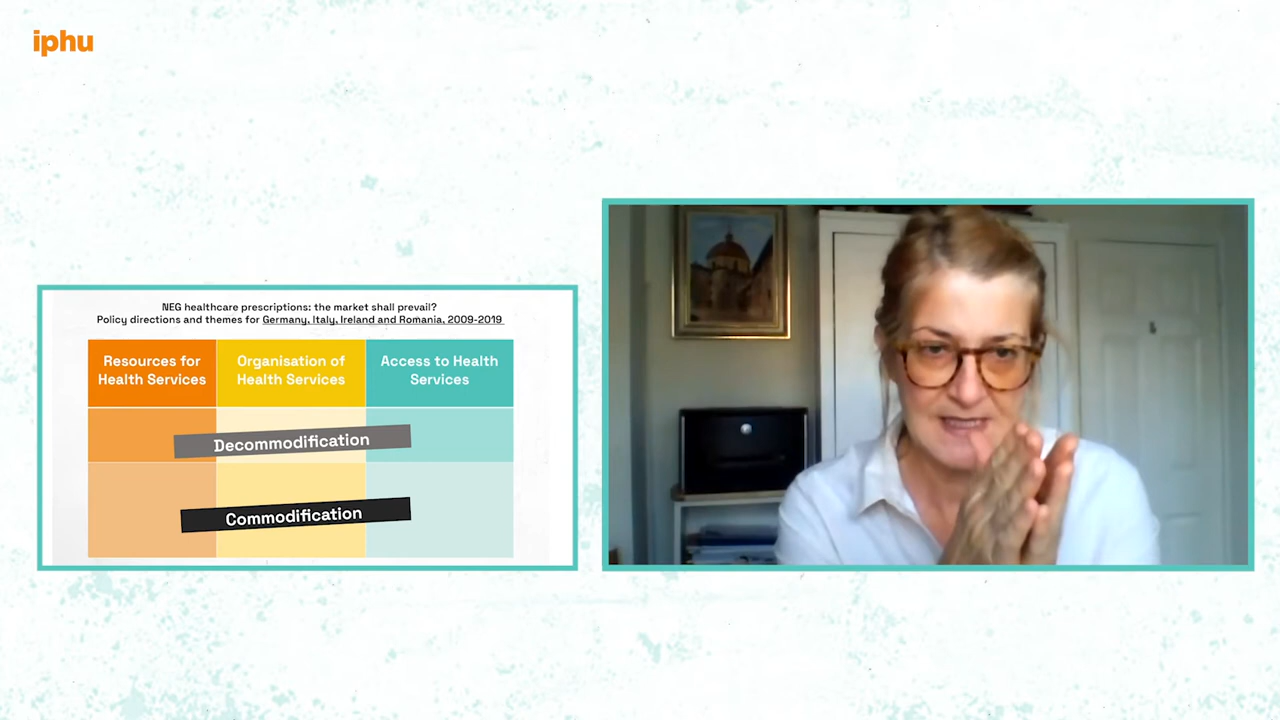 iphu
NEG healthcare prescriptions: the market shall prevail?
Policy directions and themes for Germany, Italy, Ireland and Romania, 2009-2019
Resources for
Health Services
Organisation of
Health Services
Access to Health
Services
Decommodification
Commodification